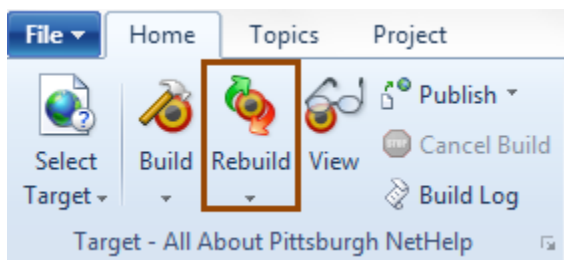 File Home Topics Project
Select Target
Build
Rebuild
View
Publish
Cancel Build
Build Log
Target - All About Pittsburgh NetHelp